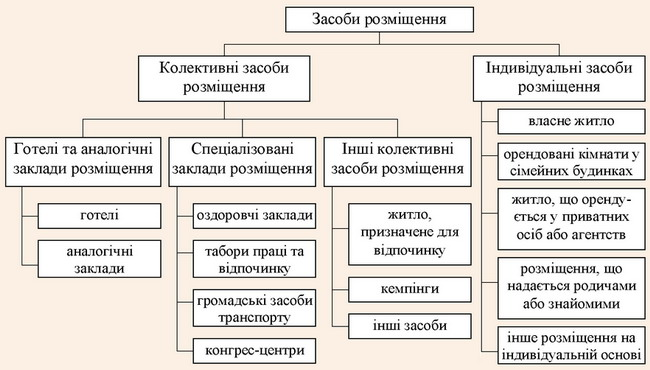 Засоби розміщення
Колективні засоби
розміщення
Індивідуальні засоби
розміщення
Готелі та аналогічні
заклади розміщення
Спеціалізовані
заклади розміщення
Інші колективні
засоби розміщення
готелі
аналогічні
заклади
оздоровчі заклади
табори праці та
відпочинку
громадські засоби
транспорту
конгрес-центри
житло,
призначене для
відпочинку
кемпінги
інші засоби
власне житло
орендовані кімнати у
сімейних будинках
житло, що оренду-
ється у приватних
осіб або агентств
розміщення, що
надається родичами
або знайомими
інше розміщення на
індивідуальній основі